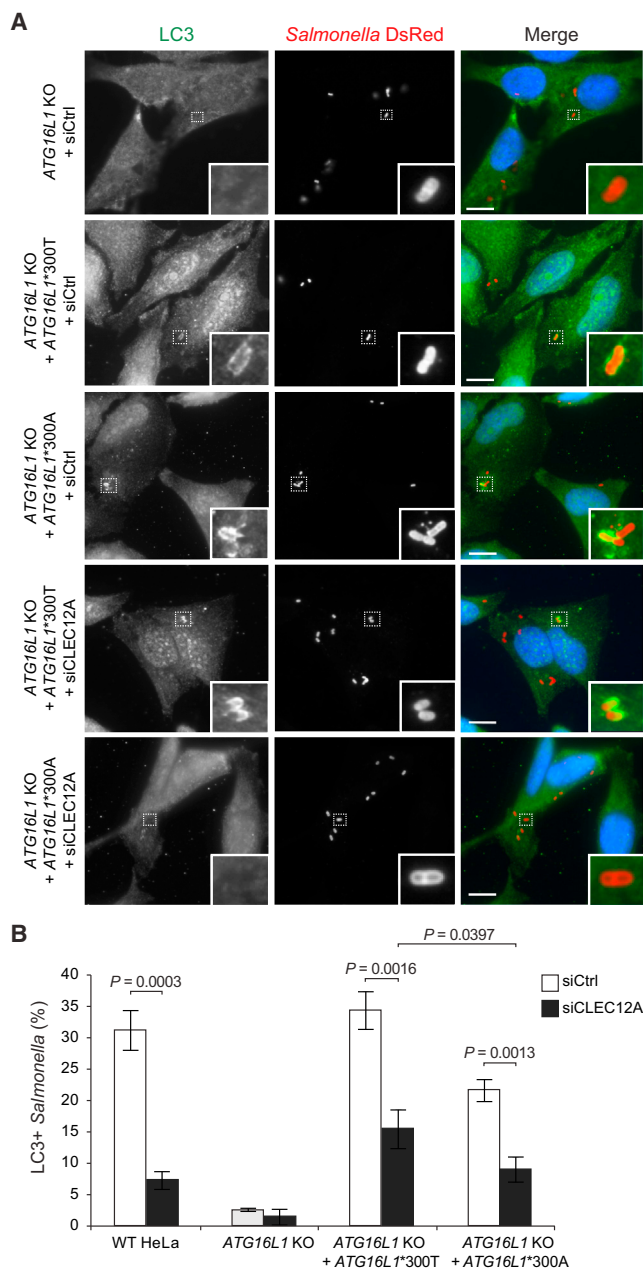 A
LC3
Salmonella DsRed
Merge
ATG16L1 KO
+ siCtrl
ATG16L1 KO
+ ATG16L1*300T
+ siCtrl
ATG16L1 KO
+ ATG16L1*300A
+ siCtrl
ATG16L1 KO
+ ATG16L1*300T
+ siCLEC12A
ATG16L1 KO
+ ATG16L1*300A
+ siCLEC12A
B
P = 0.0397
P = 0.0003
P = 0.0016
P = 0.0013
siCtrl
siCLEC12A
LC3+ Salmonella (%)
40
35
30
25
20
15
10
5
0
WT HeLa
ATG16L1 KO
ATG16L1 KO
+ ATG16L1*300T
ATG16L1 KO
+ ATG16L1*300A